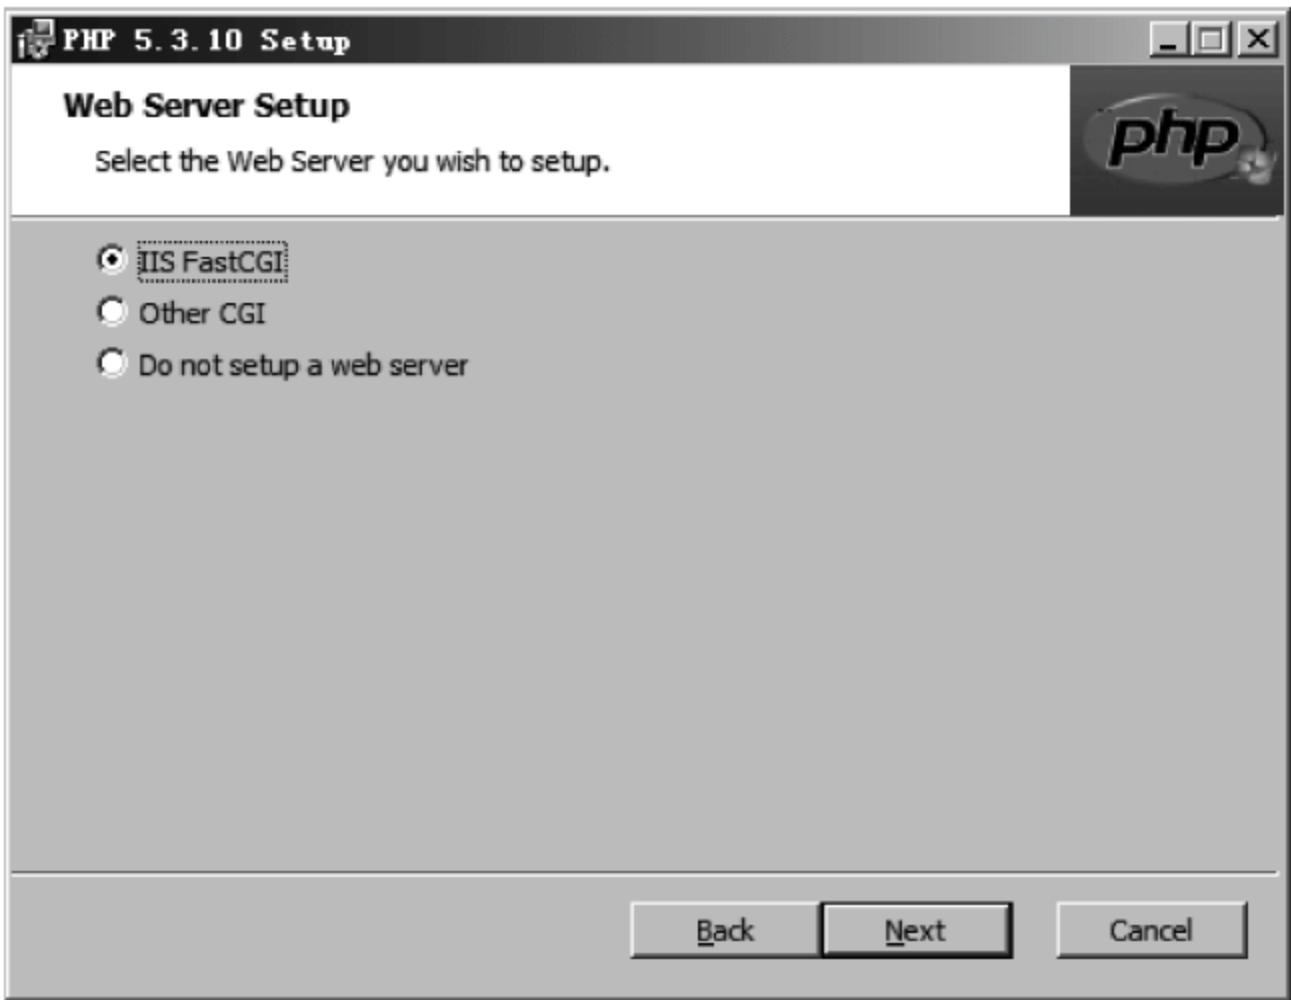 PHP 5.3.10 Setup
Web Server Setup
Select the Web Server you wish to setup.
php
IIS FastCGI
Other CGI
Do not setup a web server
Back
Next
Cancel